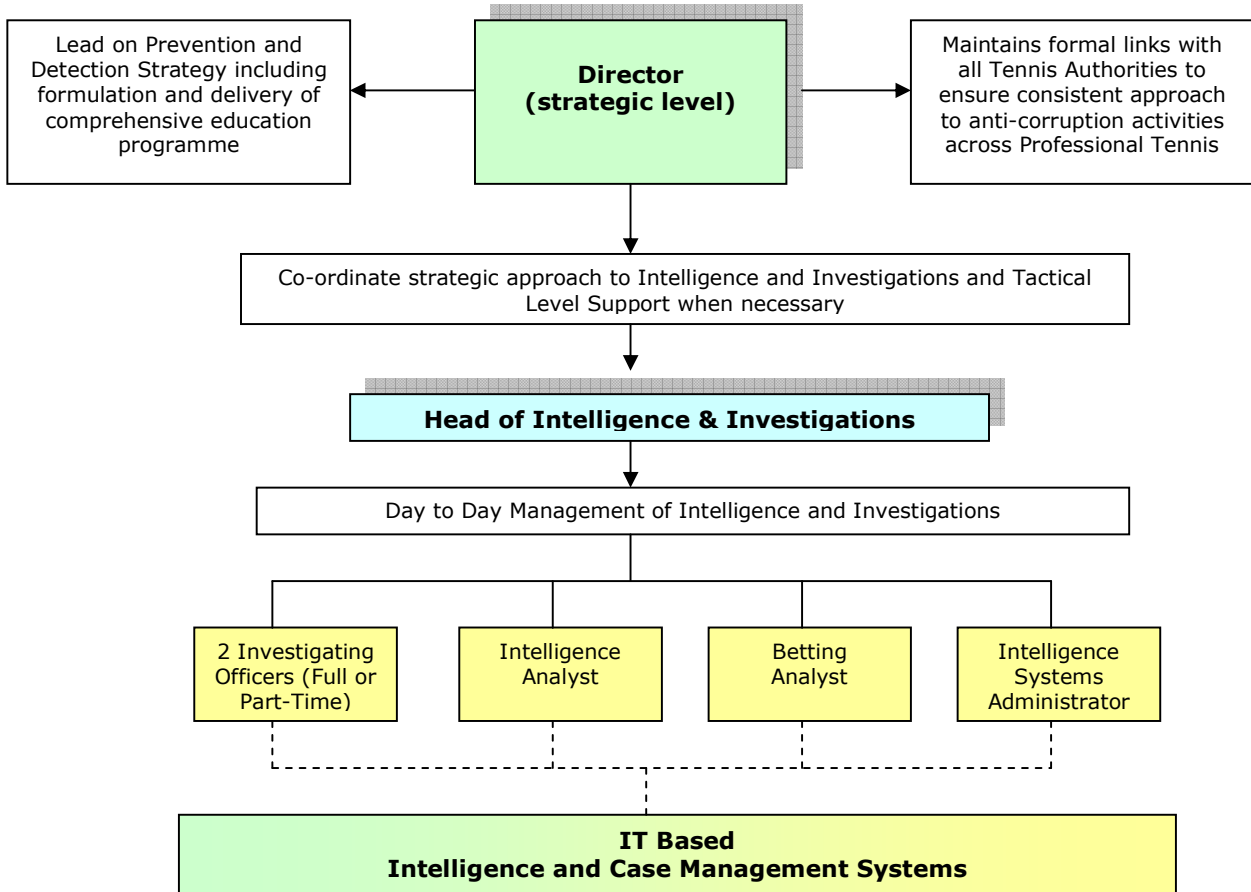 Lead on Prevention and
Detection Strategy including
formulation and delivery of
comprehensive education
programme
Director
(strategic level)
Maintains formal links with
all Tennis Authorities to
ensure consistent approach
to anti-corruption activities
across Professional Tennis
Co-ordinate strategic approach to Intelligence and Investigations and Tactical
Level Support when necessary
Head of Intelligence & Investigations
Day to Day Management of Intelligence and Investigations
2 Investigating
Officers (Full or
Part-Time)
Intelligence
Analyst
Betting
Analyst
Intelligence
Systems
Administrator
IT Based
Intelligence and Case Management Systems